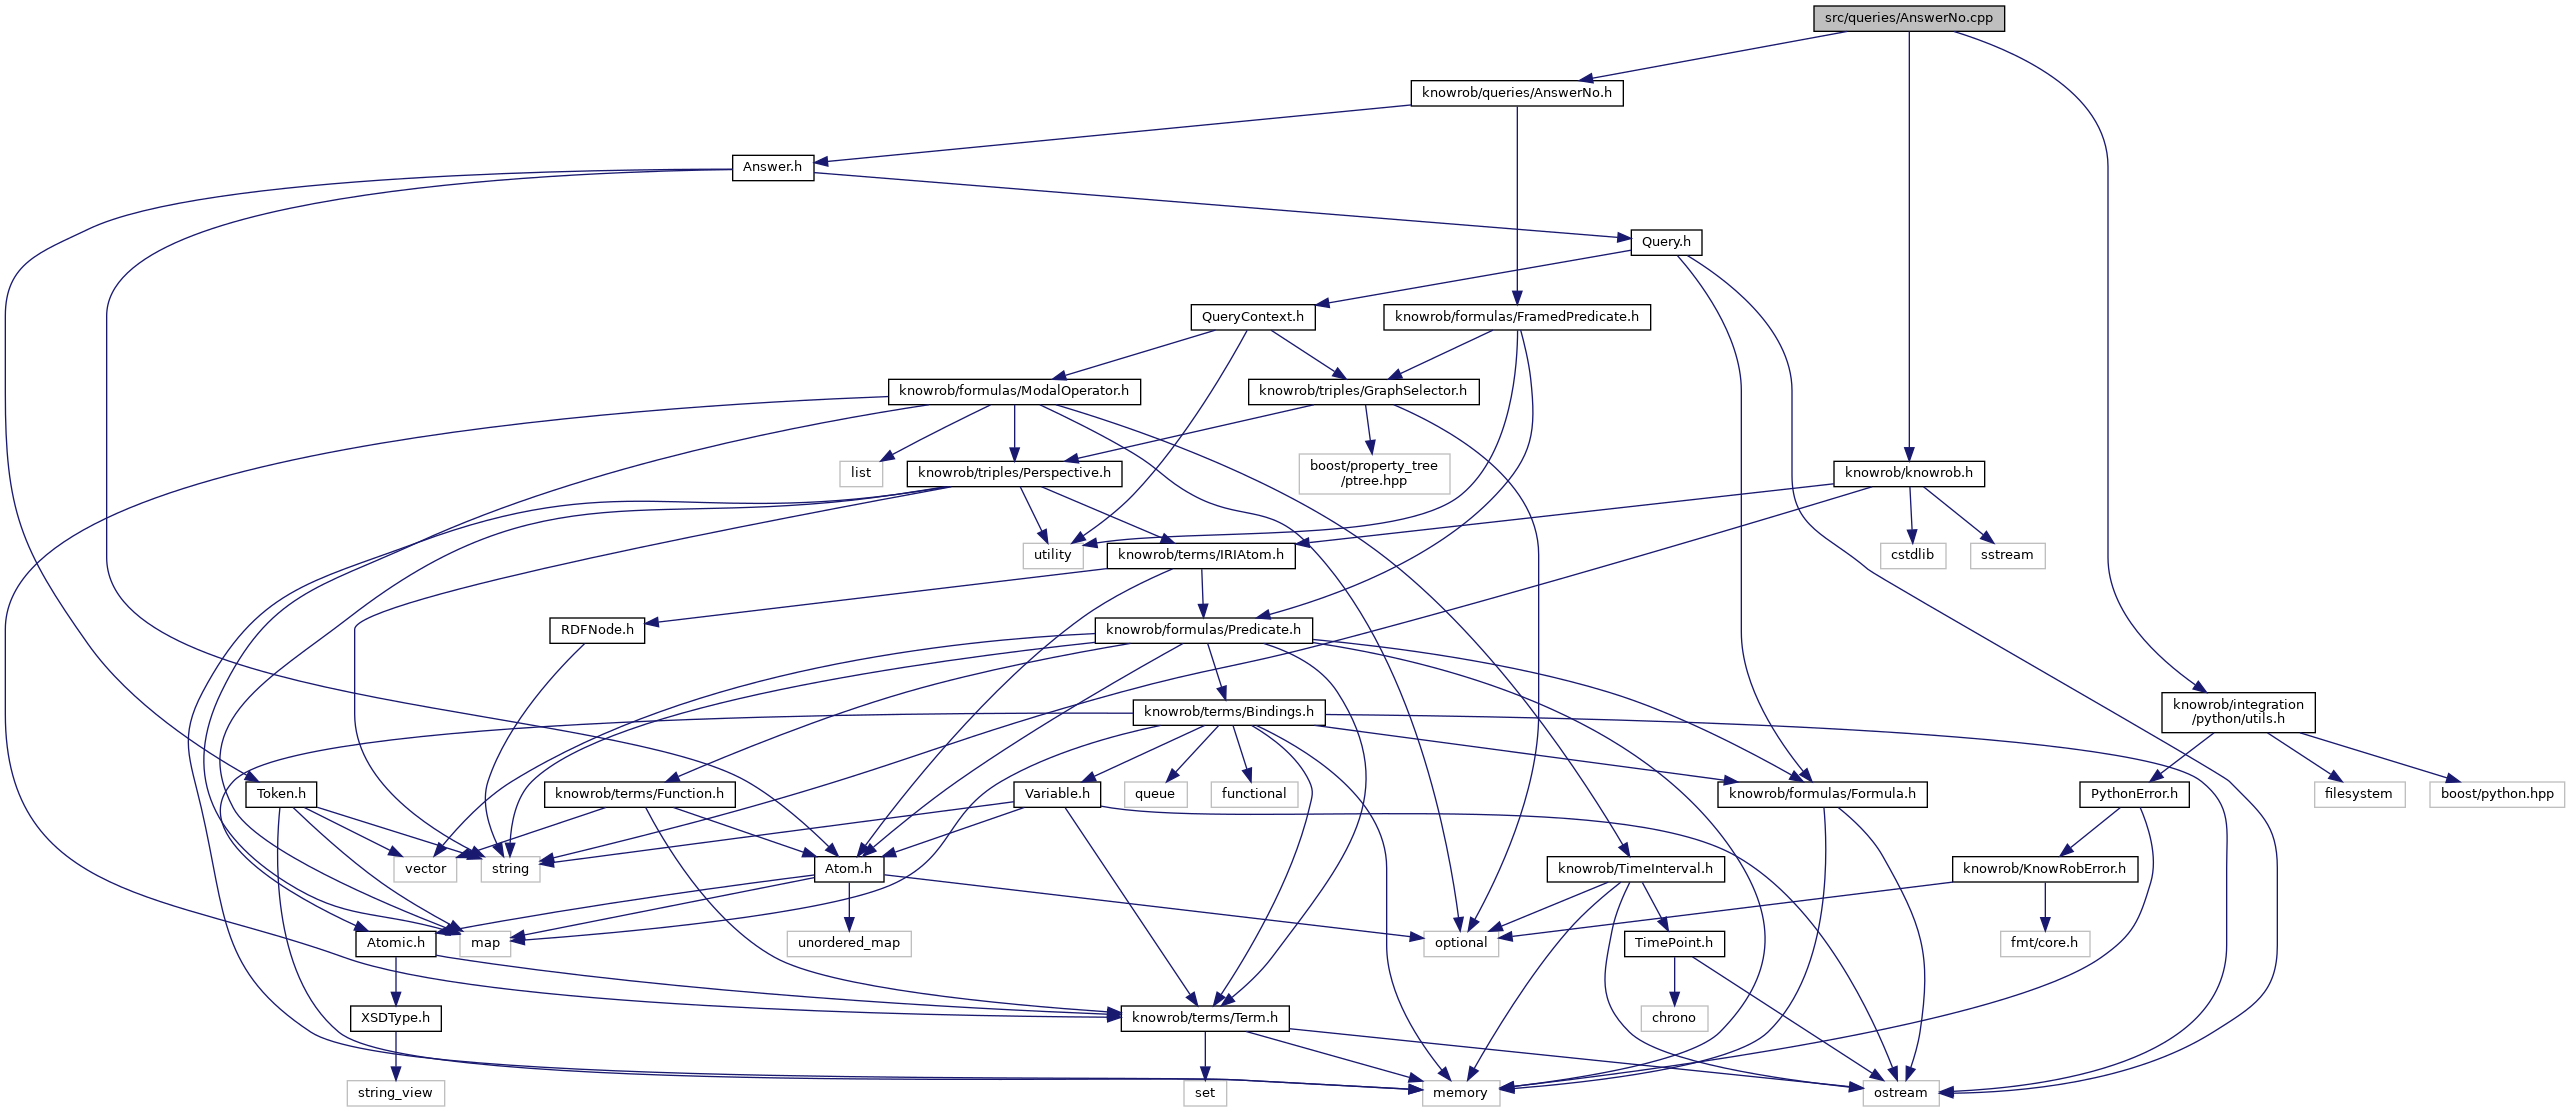 src/queries/AnswerNo.cpp
knowrob/queries/AnswerNo.h
Answer.h
Query.h
QueryContext.h
knowrob/formulas/FramedPredicate.h
knowrob/formulas/ModalOperator.h
knowrob/triples/GraphSelector.h
list
knowrob/triples/Perspective.h
boost/property_tree
/ptree.hpp
knowrob/knowrob.h
utility
knowrob/terms/IRIAtom.h
cstdlib
sstream
RDFNode.h
knowrob/formulas/Predicate.h
knowrob/terms/Bindings.h
knowrob/integration
/python/utils.h
Token.h
knowrob/terms/Function.h
Variable.h
queue
functional
knowrob/formulas/Formula.h
PythonError.h
filesystem
boost/python.hpp
vector
string
Atom.h
knowrob/TimeInterval.h
knowrob/KnowRobError.h
Atomic.h
map
unordered_map
optional
TimePoint.h
fmt/core.h
XSDType.h
knowrob/terms/Term.h
chrono
string_view
set
memory
ostream